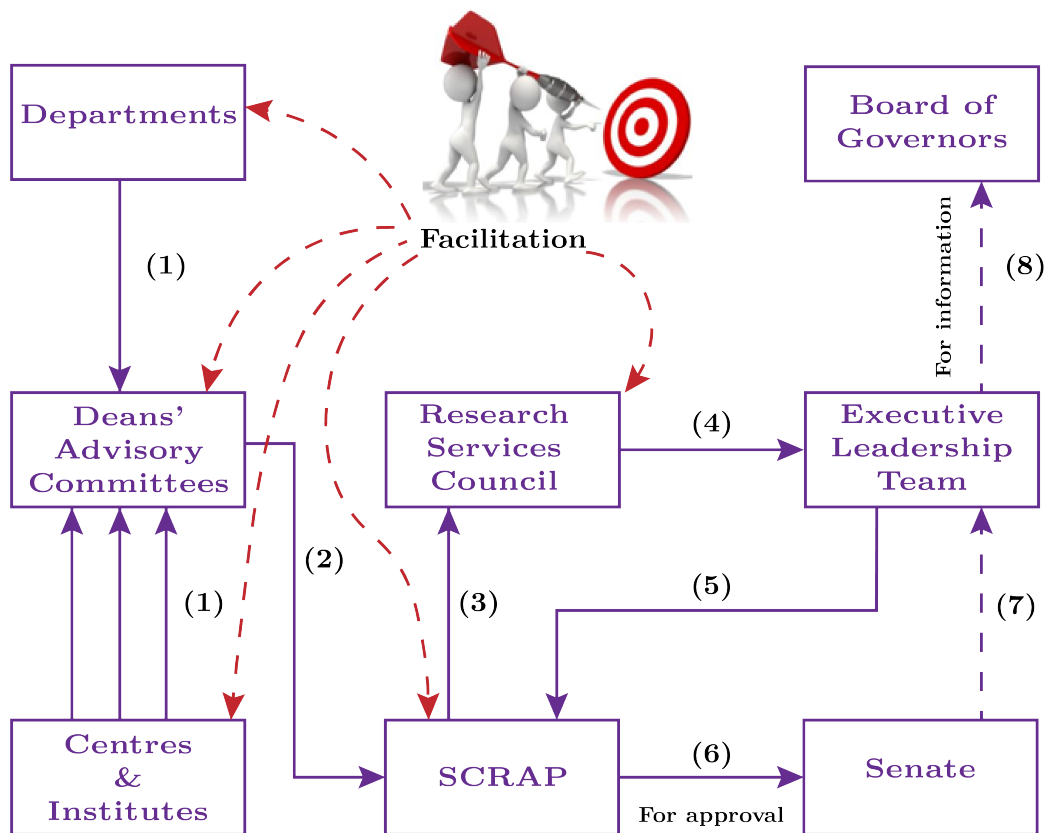 Departments
Board of
Governors
Facilitation
(1)
For information
(8)
Deans'
Advisory
Committees
Research
Services
Council
(4)
Executive
Leadership
Team
(2)
(1)
(3)
(5)
(7)
Centres
&
Institutes
SCRAP
(6)
For approval
Senate